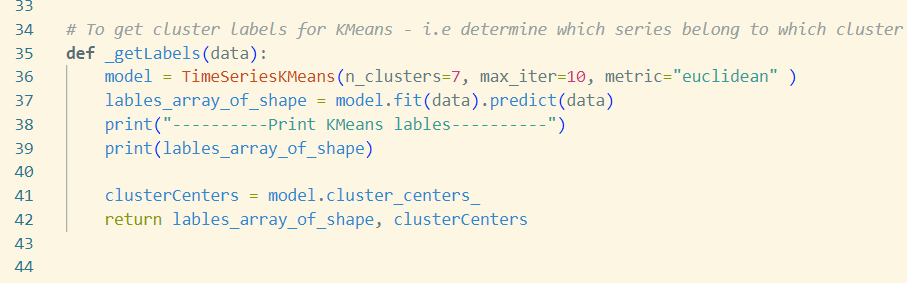 33
34 # To get cluster labels for KMeans - i.e determine which series belong to which cluster
35 def _getLabels(data):
36     model = TimeSeriesKMeans(n_clusters=7, max_iter=10, metric="euclidean" )
37     lables_array_of_shape = model.fit(data).predict(data)
38     print("----------Print KMeans lables----------")
39     print(lables_array_of_shape)
40
41     clusterCenters = model.cluster_centers_
42     return lables_array_of_shape, clusterCenters
43
44